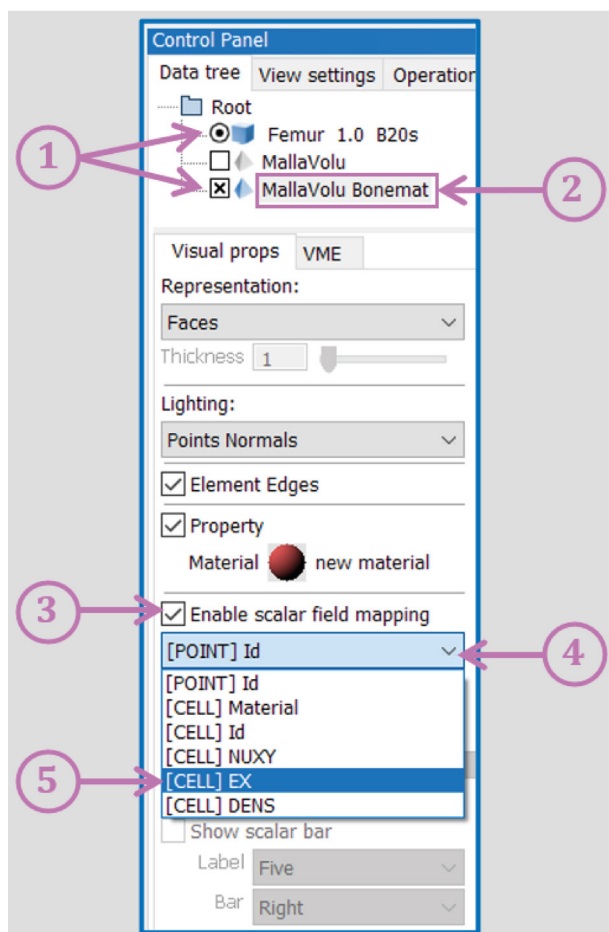 Control Panel
Data tree View settings Operation
Root
1
Femur 1.0 B20s
MallaVolu
MallaVolu Bonemat
2
Visual props VME
Representation:
Faces
Thickness 1
Lighting:
Points Normals
Element Edges
Property
Material new material
3
Enable scalar field mapping
[POINT] Id
4
[POINT] Id
[CELL] Material
[CELL] Id
[CELL] NUXY
5
[CELL] EX
[CELL] DENS
Show scalar bar
Label Five
Bar Right